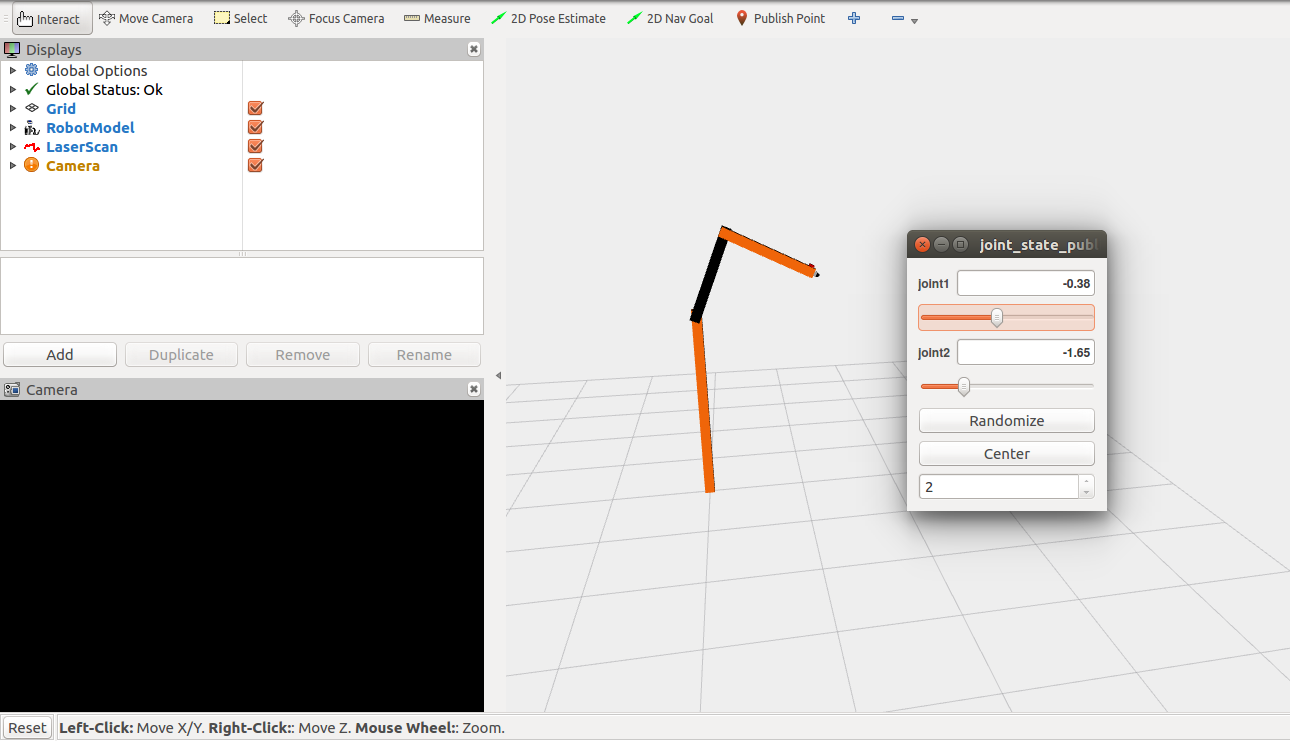 Interact Move Camera Select Focus Camera Measure 2D Pose Estimate 2D Nav Goal Publish Point
Displays
Global Options
Global Status: Ok
Grid
RobotModel
LaserScan
Camera
Add Duplicate Remove Rename
Camera
joint_state_publ
joint1 -0.38
joint2 -1.65
Randomize
Center
2
Reset Left-Click: Move X/Y. Right-Click:: Move Z. Mouse Wheel:: Zoom.